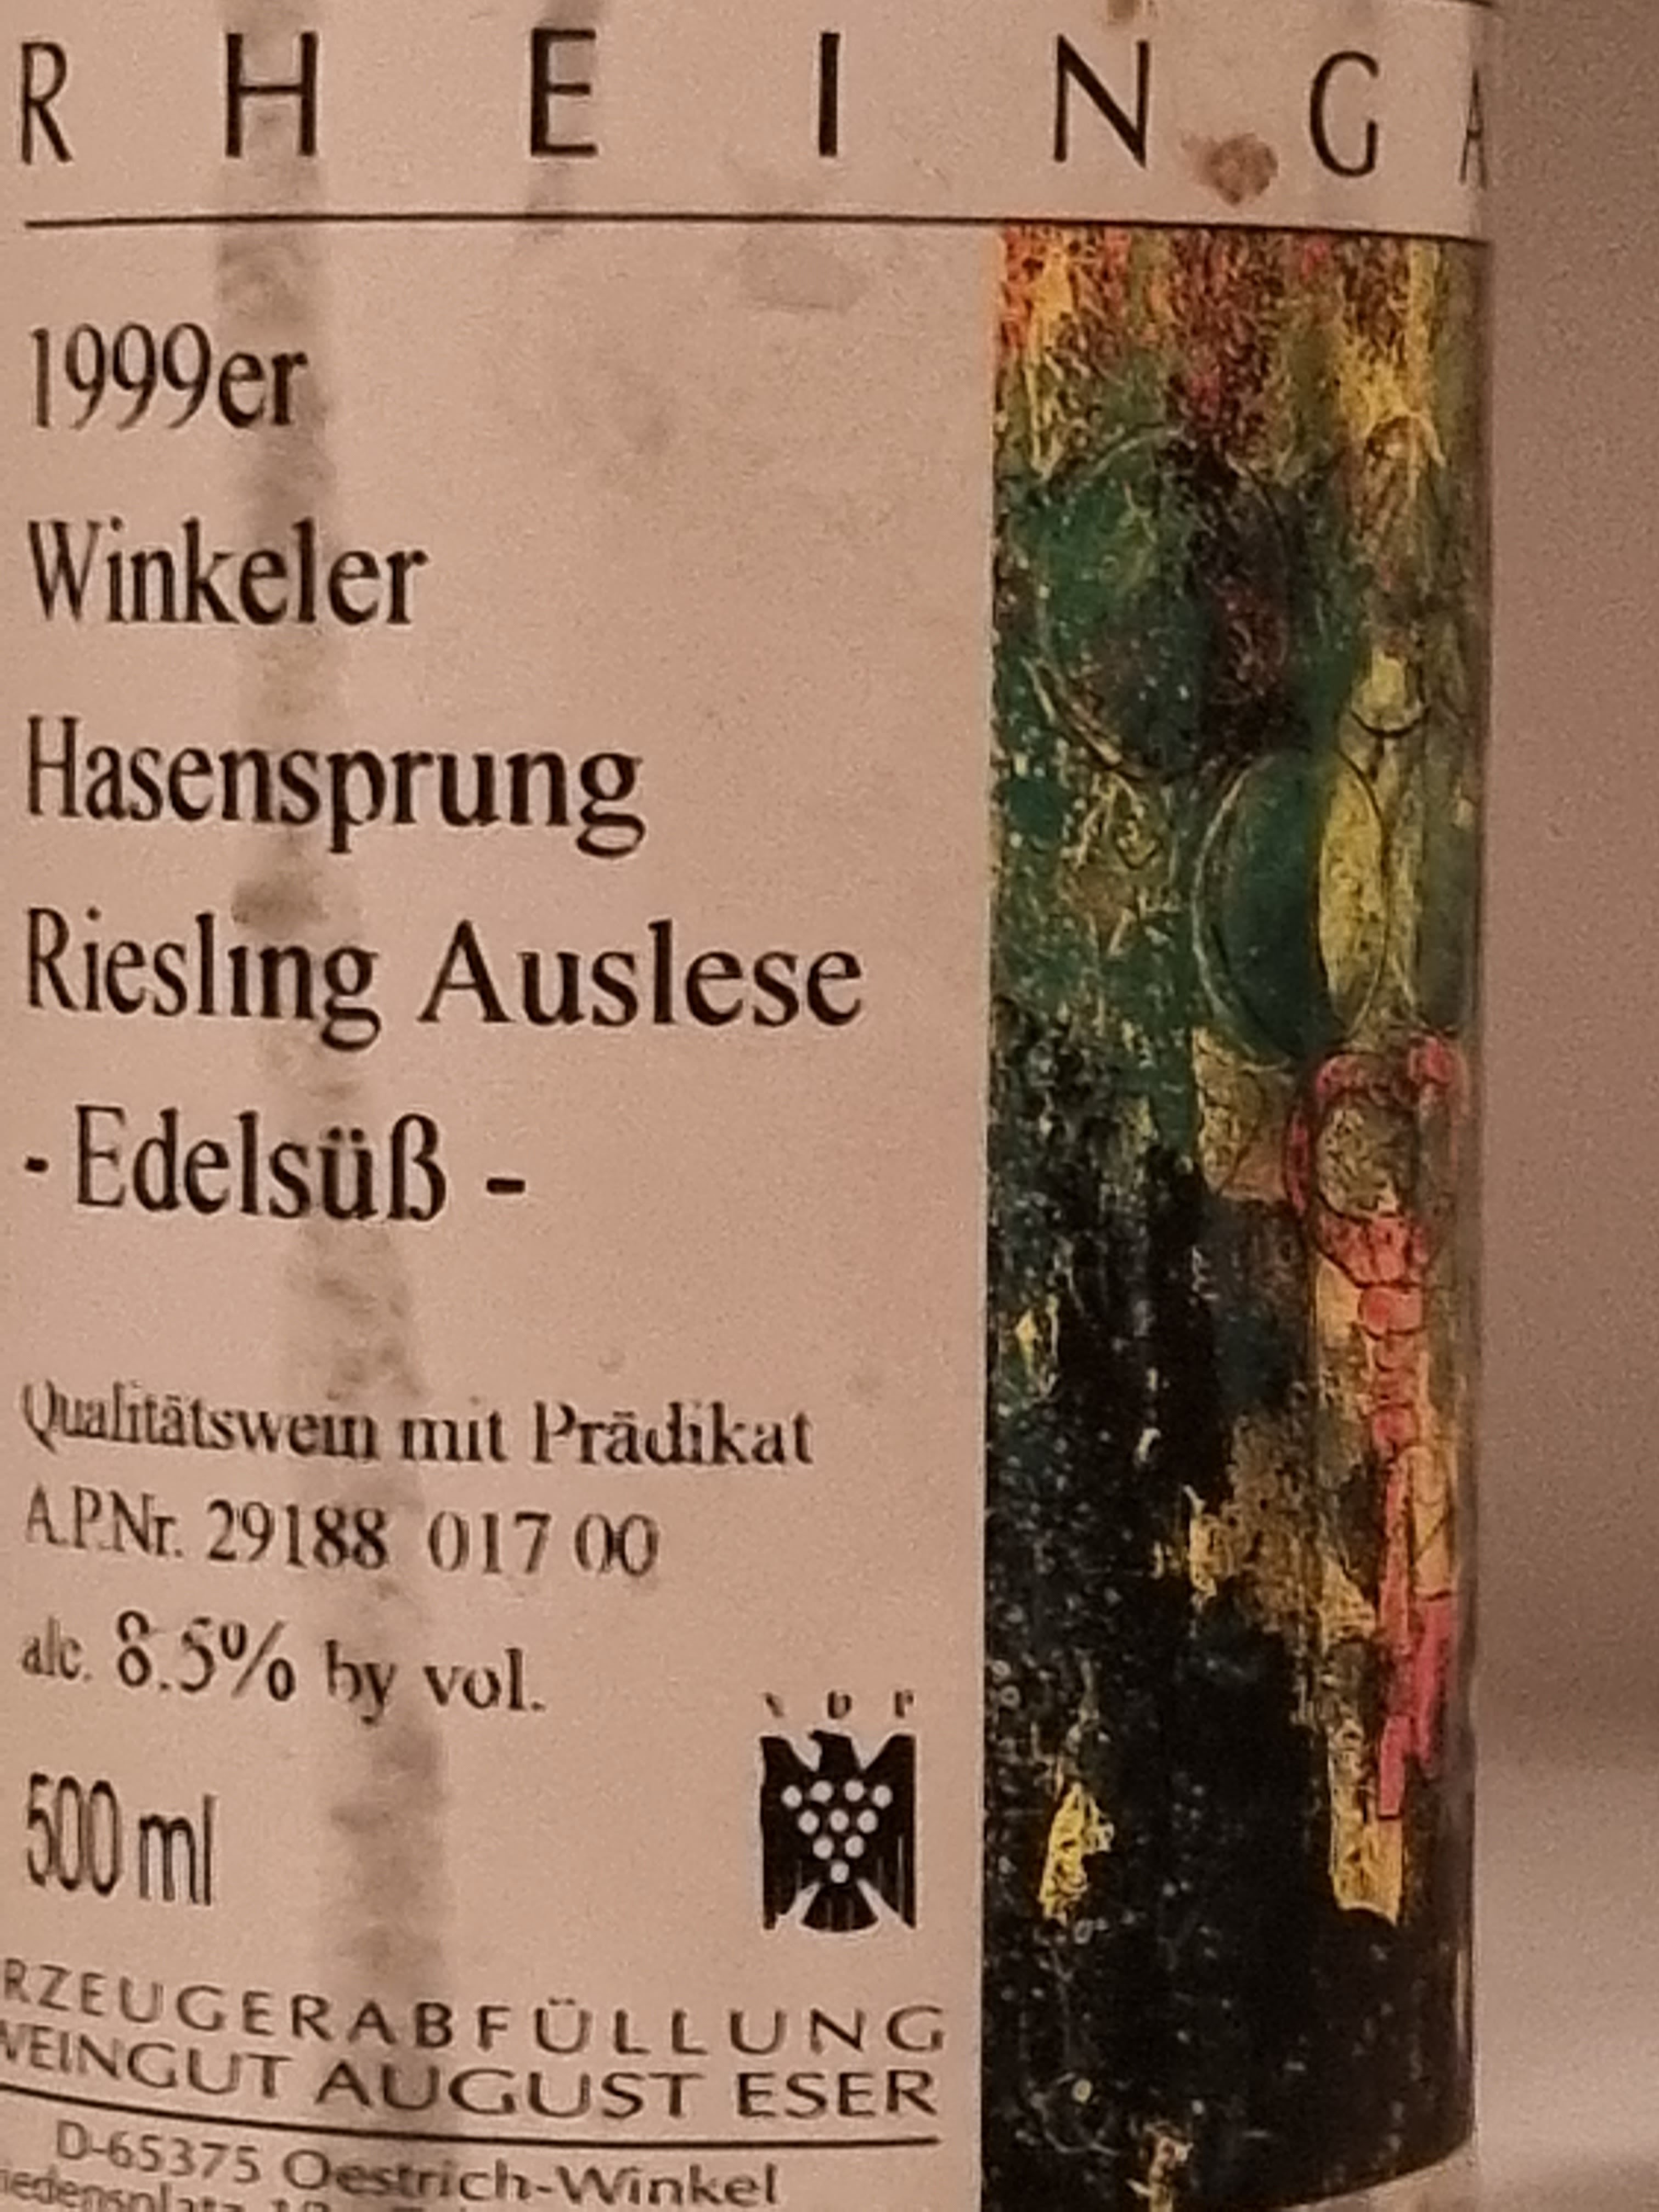 RHEINGA
1999er
Winkeler
Hasensprung
Riesling Auslese
- Edelsüß -
Qualitätswein mit Prädikat
A.P.Nr. 29188 017 00
alc. 8.5% by vol.
VDP
500 ml
RZEUGERABFÜLLUNG
WEINGUT AUGUST ESER
D-65375 Oestrich-Winkel